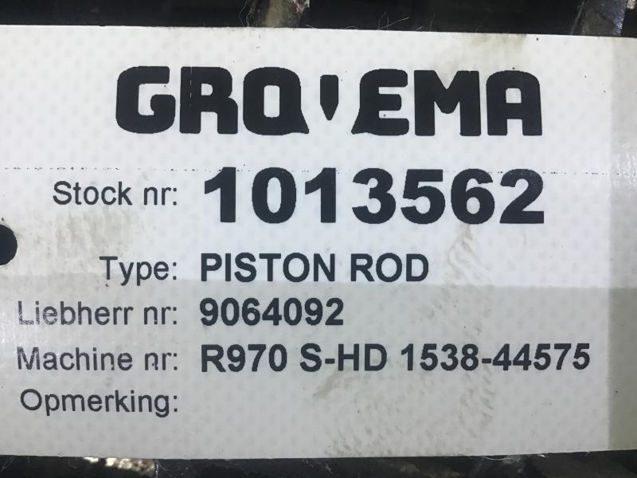 GROVEMA
Stock nr: 1013562
Type: PISTON ROD
Liebherr nr: 9064092
Machine nr: R970 S-HD 1538-44575
Opmerking: